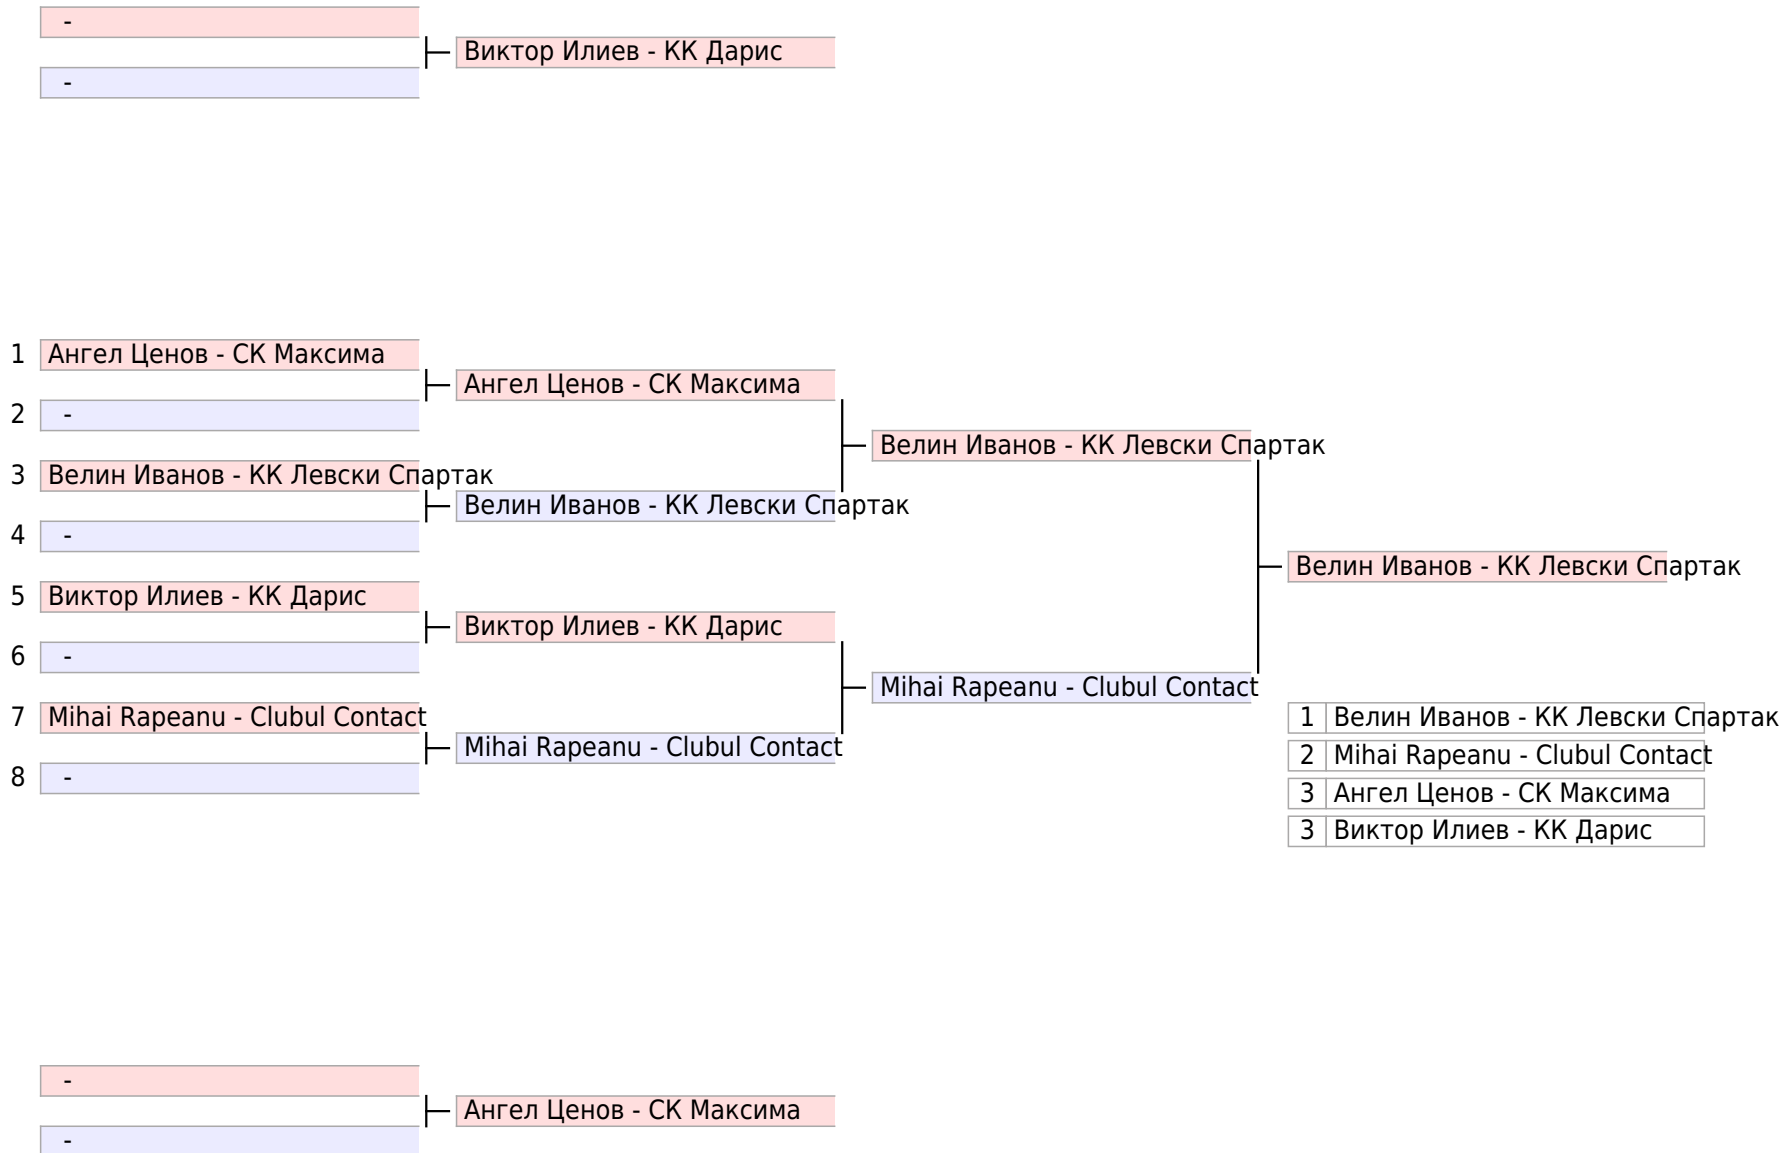 -
Виктор Илиев - КК Дарис
-
1 Ангел Ценов - СК Максима
Ангел Ценов - СК Максима
2 -
Велин Иванов - КК Левски Спартак
3 Велин Иванов - КК Левски Спартак
Велин Иванов - КК Левски Спартак
4 -
Велин Иванов - КК Левски Спартак
5 Виктор Илиев - КК Дарис
Виктор Илиев - КК Дарис
6 -
Mihai Rapeanu - Clubul Contact
7 Mihai Rapeanu - Clubul Contact
Mihai Rapeanu - Clubul Contact
8 -
1 Велин Иванов - КК Левски Спартак
2 Mihai Rapeanu - Clubul Contact
3 Ангел Ценов - СК Максима
3 Виктор Илиев - КК Дарис
-
Ангел Ценов - СК Максима
-